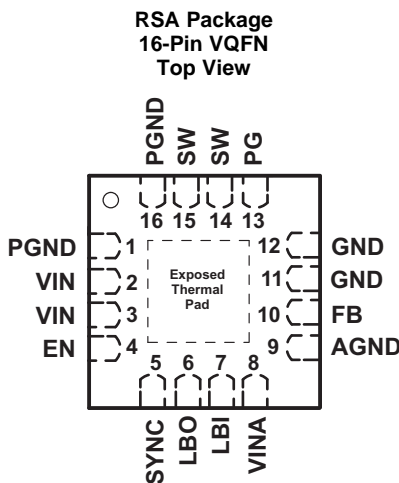 RSA Package
16-Pin VQFN
Top View
PGND
SW
SW
PG
16
15
14
13
PGND
1
VIN
2
VIN
3
EN
4
Exposed
Thermal
Pad
12
GND
11
GND
10
FB
9
AGND
5
6
7
8
SYNC
LBO
LBI
VINA